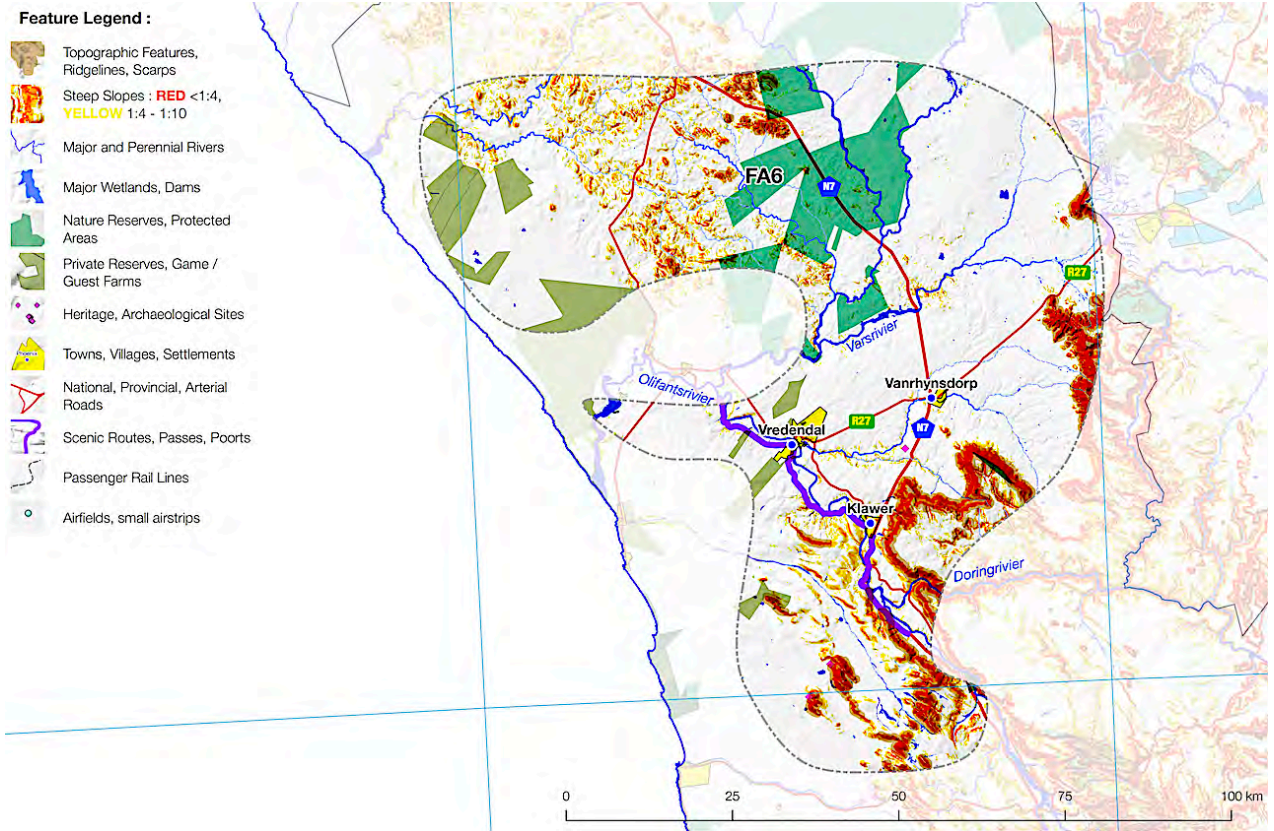 Feature Legend :
Topographic Features,
Ridgelines, Scarps
Steep Slopes : RED <1:4,
YELLOW 1:4 - 1:10
Major and Perennial Rivers
Major Wetlands, Dams
Nature Reserves, Protected
Areas
Private Reserves, Game /
Guest Farms
Heritage, Archaeological Sites
Towns, Villages, Settlements
National, Provincial, Arterial
Roads
Scenic Routes, Passes, Poorts
Passenger Rail Lines
Airfields, small airstrips
FA6
N7
R27
Varsrivier
Olifantsrivier
Vanrhynsdorp
R27
Vredendal
N7
Klawer
Doringrivier
0 25 50 75 100 km